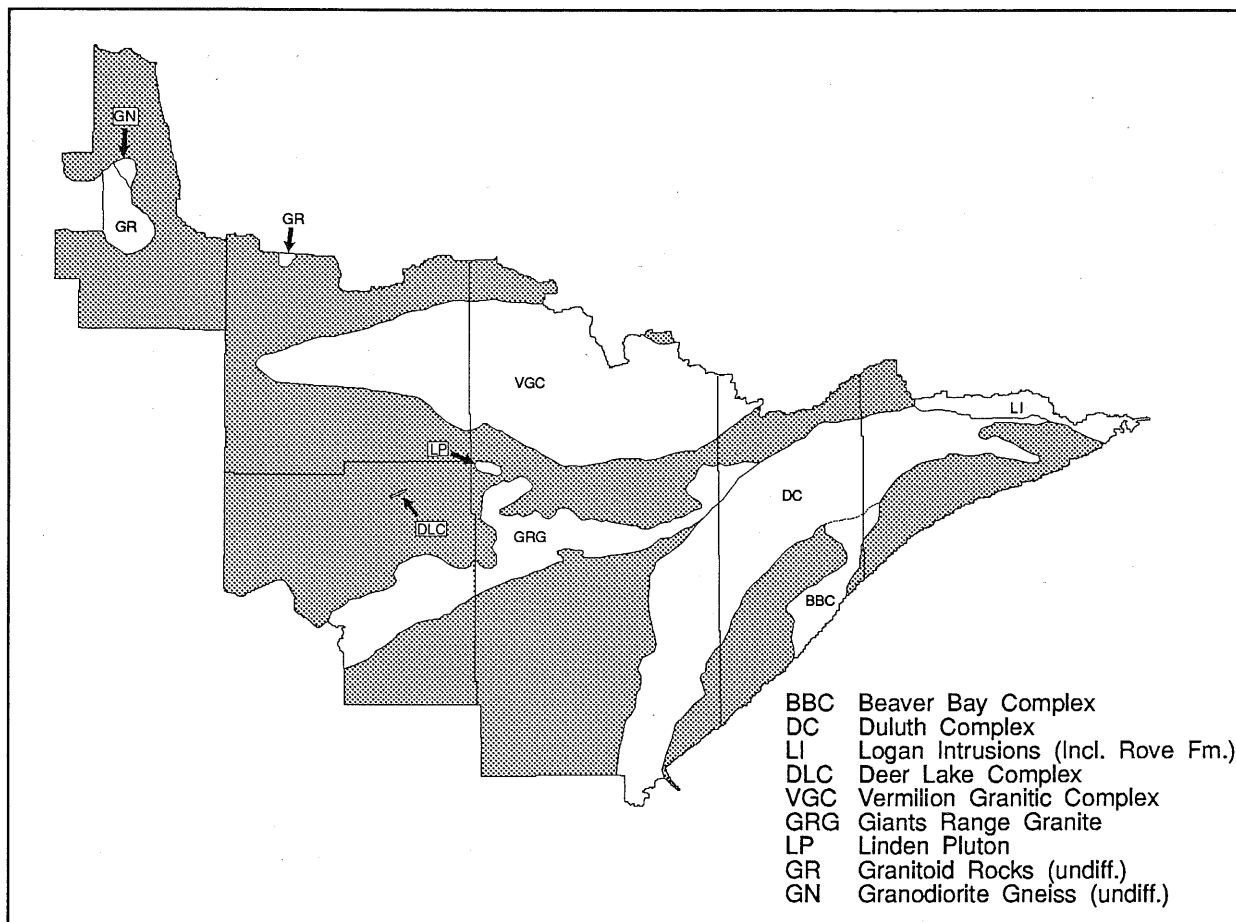 GN
GR
GR
VGC
LI
LP
DC
DLC
GRG
BBC
BBC Beaver Bay Complex
DC Duluth Complex
LI Logan Intrusions (Incl. Rove Fm.)
DLC Deer Lake Complex
VGC Vermilion Granitic Complex
GRG Giants Range Granite
LP Linden Pluton
GR Granitoid Rocks (undiff.)
GN Granodiorite Gneiss (undiff.)